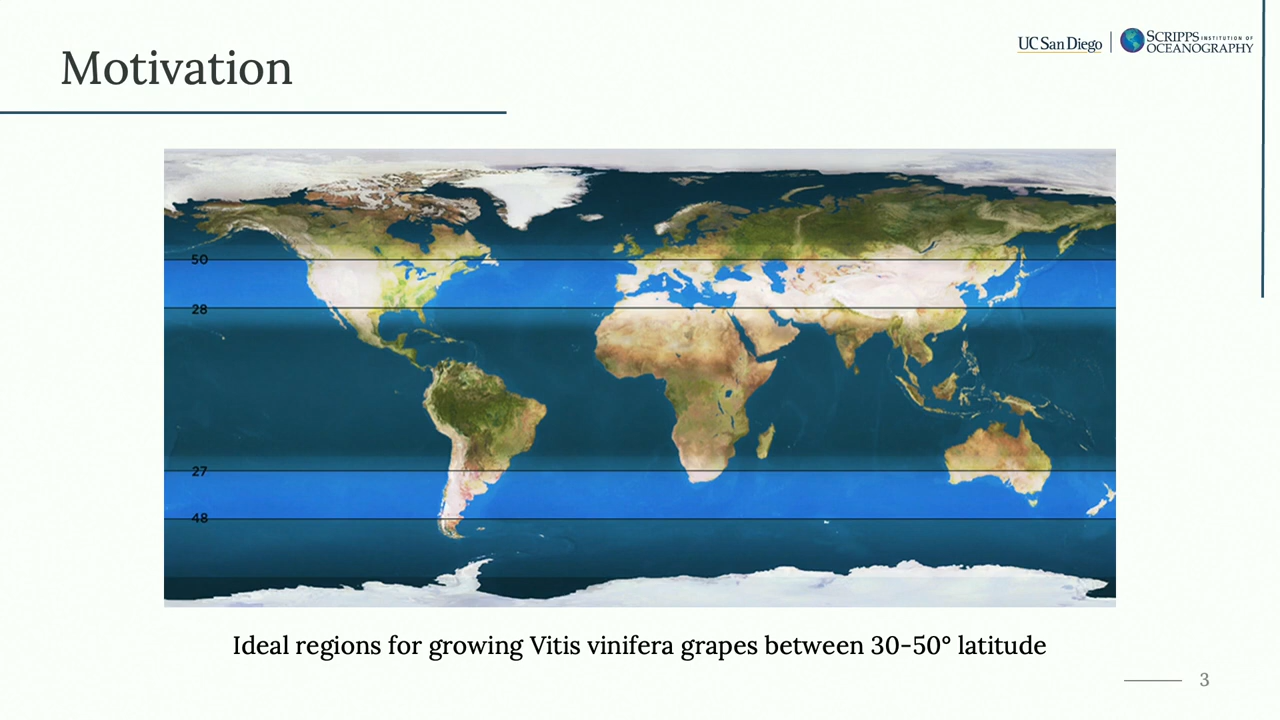 Motivation
UC San Diego
SCRIPPS INSTITUTION OF
OCEANOGRAPHY
50
28
27
48
Ideal regions for growing Vitis vinifera grapes between 30-50° latitude
3